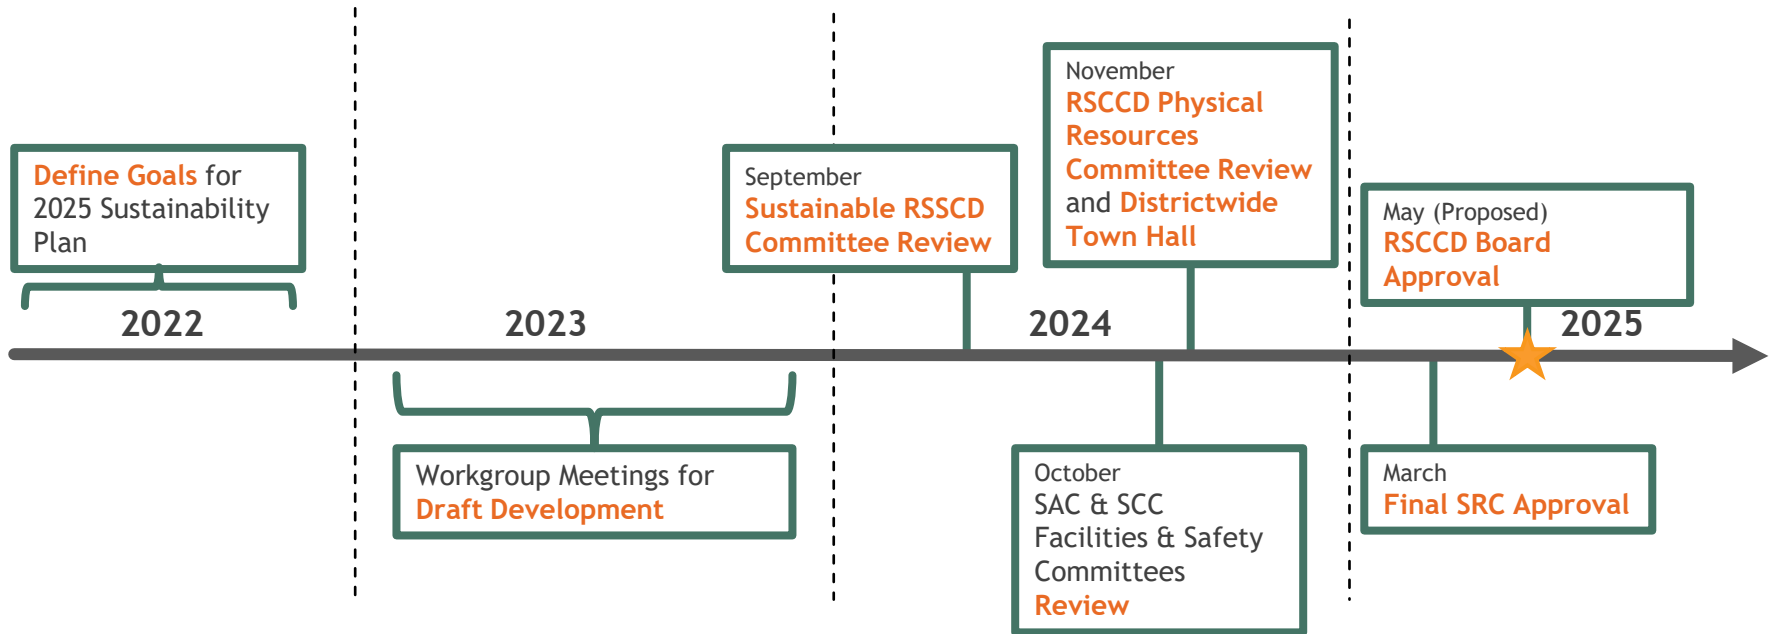 Define Goals for
2025 Sustainability
Plan
2022
2023
Workgroup Meetings for
Draft Development
September
Sustainable RSSCD
Committee Review
November
RSCCD Physical
Resources
Committee Review
and Districtwide
Town Hall
2024
October
SAC & SCC
Facilities & Safety
Committees
Review
May (Proposed)
RSCCD Board
Approval
2025
March
Final SRC Approval